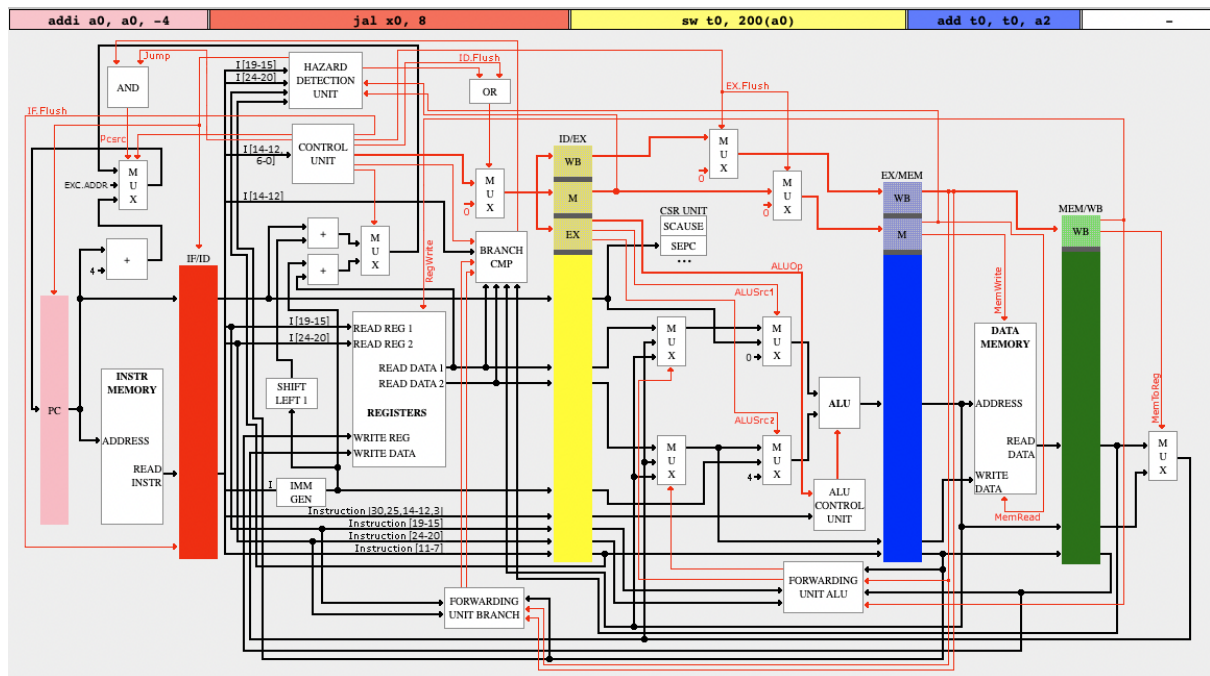 addi a0, a0, -4
jal x0, 8
sw t0, 200(a0)
add t0, t0, a2
-
AND
Jump
I [19-15]
I [24-20]
HAZARD
DETECTION
UNIT
ID.Flush
OR
EX.Flush
IF.Flush
Pcsrc
I [14-12,
6-0]
CONTROL
UNIT
EXC.ADDR
M
U
X
I [14-12]
M
U
X
0
ID/EX
WB
M
EX
M
U
X
0
M
U
X
0
EX/MEM
WB
M
MEM/WB
WB
CSR UNIT
SCAUSE
SEPC
...
+
4
+
+
M
U
X
BRANCH
CMP
RegWrite
IF/ID
ALUOp
ALUSrc1
MemWrite
PC
INSTR
MEMORY
ADDRESS
READ
INSTR
I [19-15]
I [24-20]
READ REG 1
READ REG 2
READ DATA 1
READ DATA 2
REGISTERS
WRITE REG
WRITE DATA
SHIFT
LEFT 1
I
IMM
GEN
M
U
X
M
U
X
0
M
U
X
ALUSrc2
M
U
X
4
ALU
ALU
CONTROL
UNIT
DATA
MEMORY
ADDRESS
READ
DATA
WRITE
DATA
MemRead
MemToReg
M
U
X
Instruction [30,25,14-12,3]
Instruction [19-15]
Instruction [24-20]
Instruction [11-7]
FORWARDING
UNIT BRANCH
FORWARDING
UNIT ALU